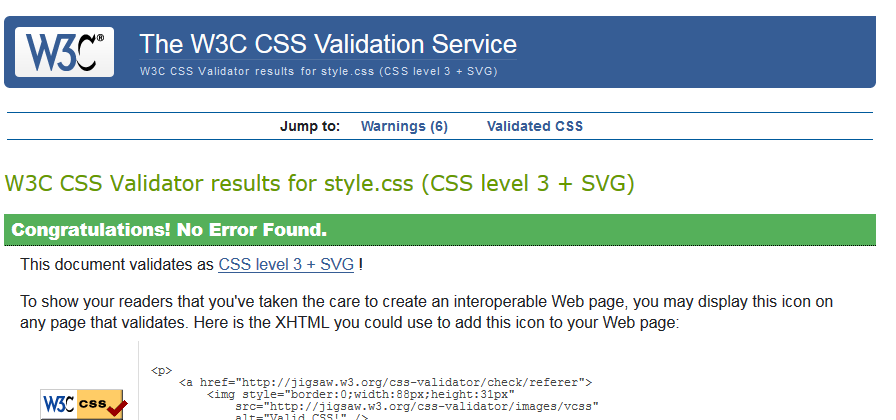 W3C® The W3C CSS Validation Service
W3C CSS Validator results for style.css (CSS level 3 + SVG)
Jump to: Warnings (6) Validated CSS
W3C CSS Validator results for style.css (CSS level 3 + SVG)
Congratulations! No Error Found.
This document validates as CSS level 3 + SVG !
To show your readers that you've taken the care to create an interoperable Web page, you may display this icon on
any page that validates. Here is the XHTML you could use to add this icon to your Web page:
<p>
<a href="http://jigsaw.w3.org/css-validator/check/referer">
<img style="border:0;width:88px;height:31px"
W3C css
src="http://jigsaw.w3.org/css-validator/images/vcss"
alt="Valid CSS!" />